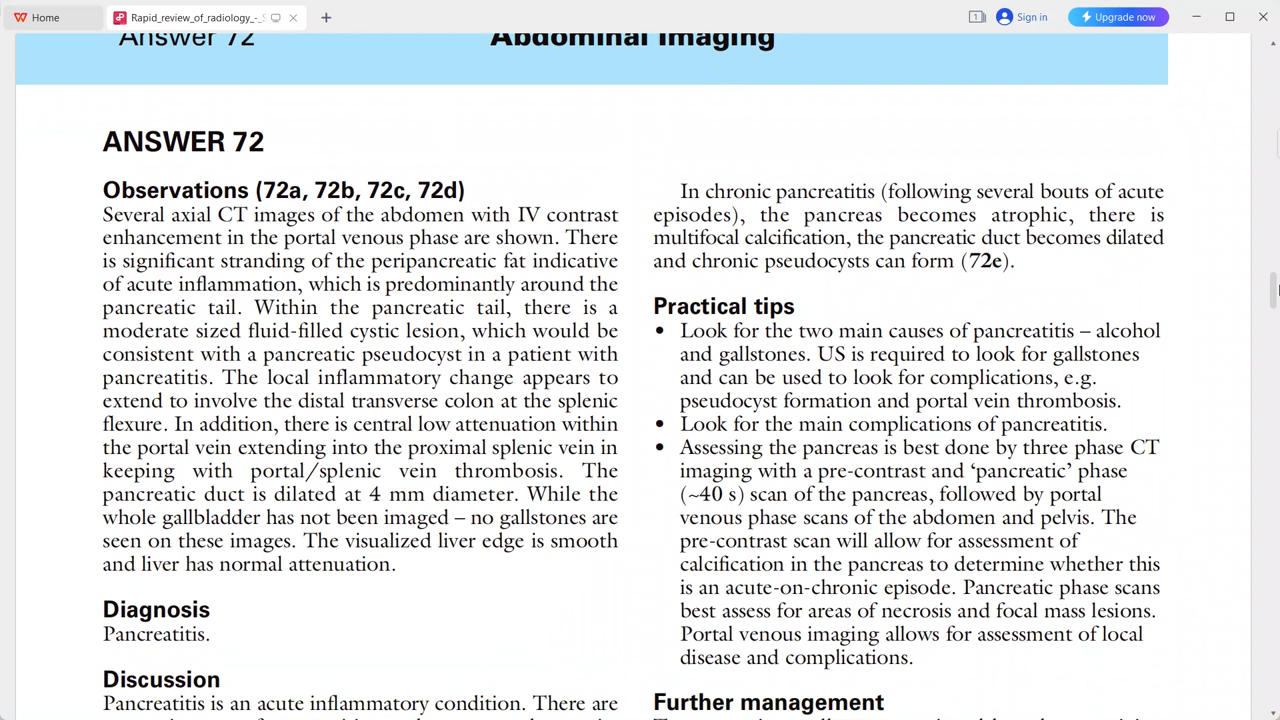 Home
Rapid_review_of_radiology_-_S
1
Sign in
Upgrade now
Answer 72
Abdominal Imaging
ANSWER 72
Observations (72a, 72b, 72c, 72d)
Several axial CT images of the abdomen with IV contrast
enhancement in the portal venous phase are shown. There
is significant stranding of the peripancreatic fat indicative
of acute inflammation, which is predominantly around the
pancreatic tail. Within the pancreatic tail, there is a
moderate sized fluid-filled cystic lesion, which would be
consistent with a pancreatic pseudocyst in a patient with
pancreatitis. The local inflammatory change appears to
extend to involve the distal transverse colon at the splenic
flexure. In addition, there is central low attenuation within
the portal vein extending into the proximal splenic vein in
keeping with portal/splenic vein thrombosis. The
pancreatic duct is dilated at 4 mm diameter. While the
whole gallbladder has not been imaged – no gallstones are
seen on these images. The visualized liver edge is smooth
and liver has normal attenuation.
Diagnosis
Pancreatitis.
Discussion
Pancreatitis is an acute inflammatory condition. There are
In chronic pancreatitis (following several bouts of acute
episodes), the pancreas becomes atrophic, there is
multifocal calcification, the pancreatic duct becomes dilated
and chronic pseudocysts can form (72e).
Practical tips
• Look for the two main causes of pancreatitis – alcohol
and gallstones. US is required to look for gallstones
and can be used to look for complications, e.g.
pseudocyst formation and portal vein thrombosis.
• Look for the main complications of pancreatitis.
• Assessing the pancreas is best done by three phase CT
imaging with a pre-contrast and ‘pancreatic’ phase
(~40 s) scan of the pancreas, followed by portal
venous phase scans of the abdomen and pelvis. The
pre-contrast scan will allow for assessment of
calcification in the pancreas to determine whether this
is an acute-on-chronic episode. Pancreatic phase scans
best assess for areas of necrosis and focal mass lesions.
Portal venous imaging allows for assessment of local
disease and complications.
Further management